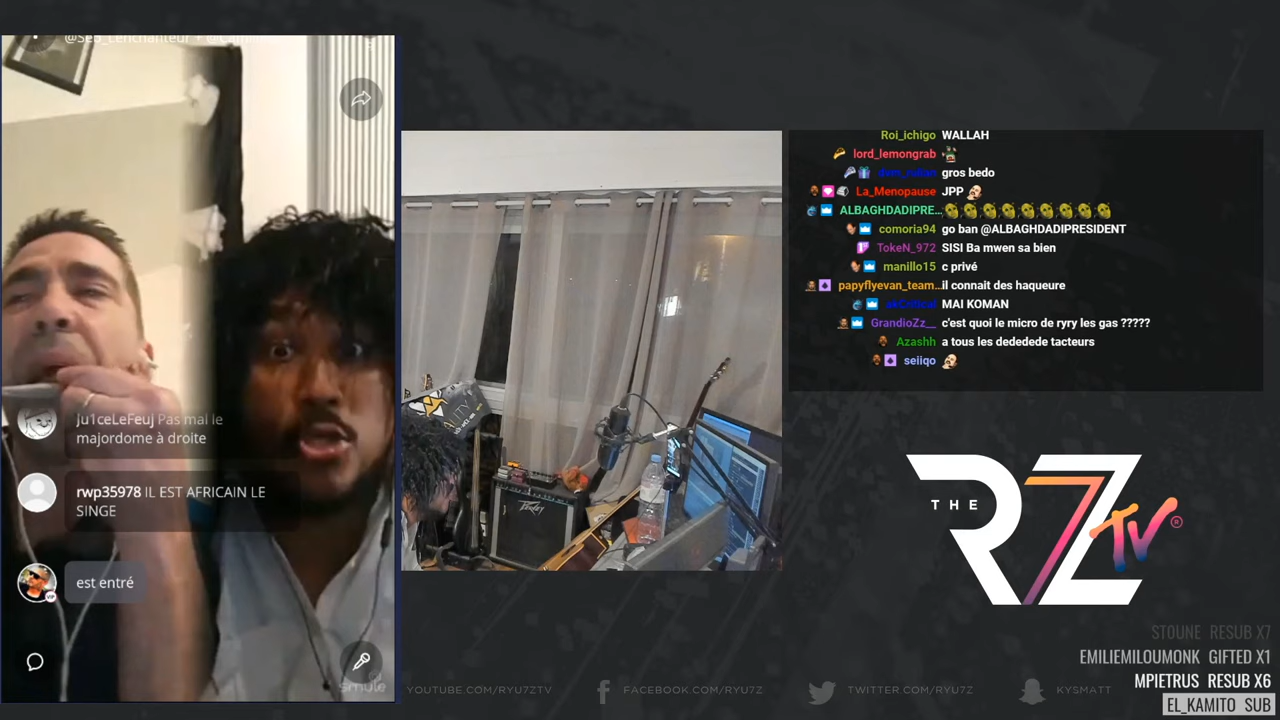 Ju1ceLeFeuj Pas mal le
majordome à droite
rwp35978 IL EST AFRICAIN LE
SINGE
est entré
smule
Roi_ichigo WALLAH
lord_lemongrab
gros bedo
La_Menopause JPP
ALBAGHDADIPRE...
comoria94 go ban @ALBAGHDADIPRESIDENT
TokeN_972 SISI Ba mwen sa bien
manillo15 c privé
papyflyevan_team... il connait des haqueure
MAI KOMAN
GrandioZz__ c'est quoi le micro de ryry les gas ?????
Azashh a tous les dededede tacteurs
seiiqo
THE
RZ7
TV
STOUNE RESUB X7
EMILIEMILOUMONK GIFTED X1
MPIETRUS RESUB X6
EL_KAMITO SUB
YOUTUBE.COM/RYU7ZTV
FACEBOOK.COM/RYU7Z
TWITTER.COM/RYU7Z
KYSMATT